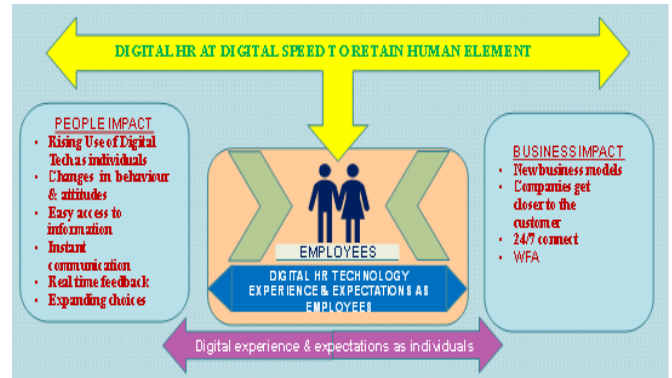 DIGITAL HR AT DIGITAL SPEED TO RETAIN HUMAN ELEMENT
PEOPLE IMPACT
• Rising Use of Digital
Tech as individuals
• Changes in behaviour
& attitudes
• Easy access to
information
• Instant
communication
• Real time feedback
• Expanding choices
EMPLOYEES
DIGITAL HR TECHNOLOGY
EXPERIENCE & EXPECTATIONS AS
EMPLOYEES
BUSINESS IMPACT
• New business models
• Companies get
closer to the
customer
• 24/7 connect
• WFA
Digital experience & expectations as individuals